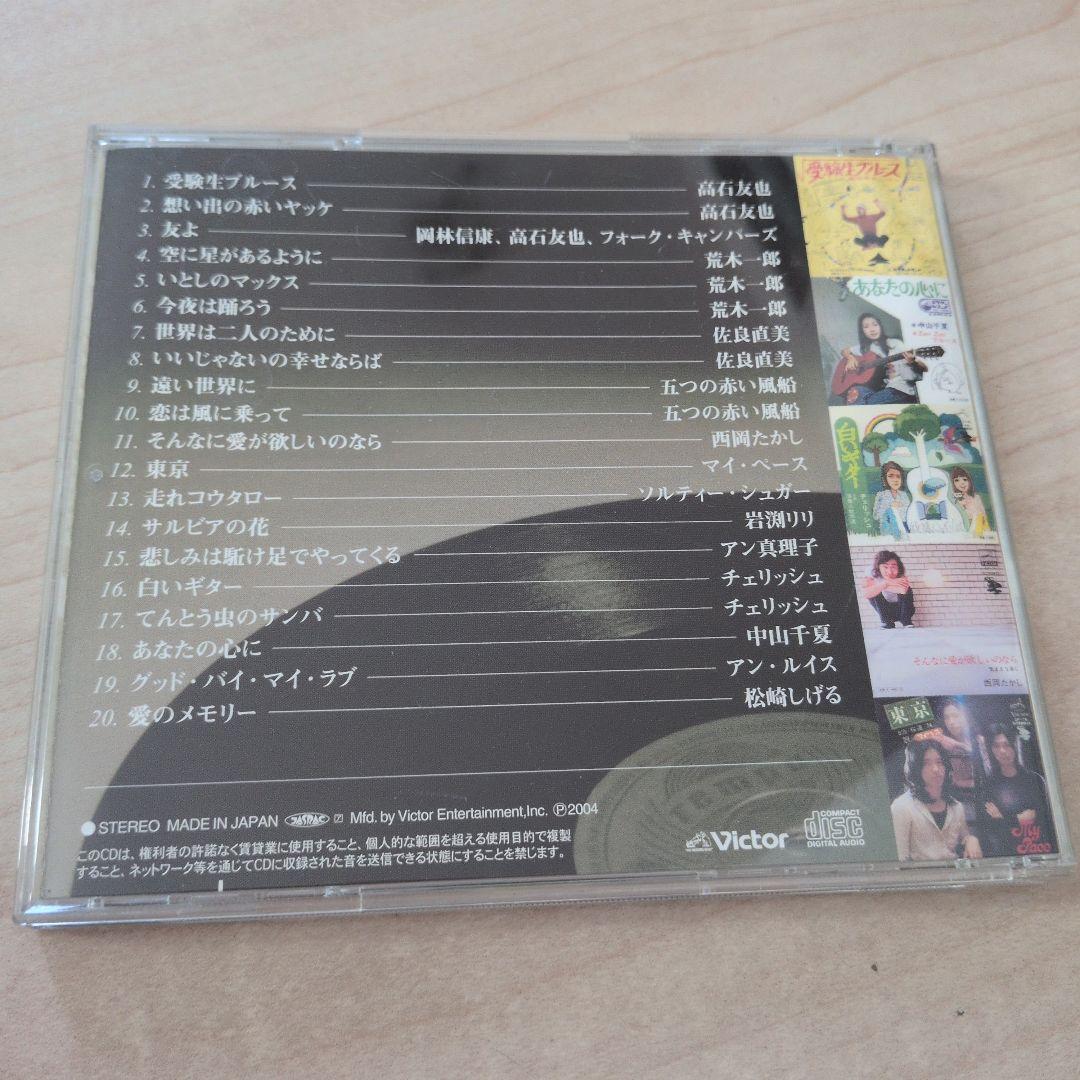 1. 受験生ブルース 高石友也
2. 想い出の赤いヤッケ 高石友也
3. 友よ 岡林信康、高石友也、フォーク・キャンパーズ
4. 空に星があるように 荒木一郎
5. いとしのマックス 荒木一郎
6. 今夜は踊ろう 荒木一郎
7. 世界は二人のために 佐良直美
8. いいじゃないの幸せならば 佐良直美
9. 遠い世界に 五つの赤い風船
10. 恋は風に乗って 五つの赤い風船
11. そんなに愛が欲しいのなら 西岡たかし
12. 東京 マイ・ペース
13. 走れコウタロー ソルティー・シュガー
14. サルビアの花 岩渕リリ
15. 悲しみは駈け足でやってくる アン真理子
16. 白いギター チェリッシュ
17. てんとう虫のサンバ チェリッシュ
18. あなたの心に 中山千夏
19. グッド・バイ・マイ・ラブ アン・ルイス
20. 愛のメモリー 松崎しげる
●STEREO MADE IN JAPAN JASRAC Mfd. by Victor Entertainment,Inc. Ⓟ2004
このCDは、権利者の許諾なく賃貸業に使用すること、個人的な範囲を超える使用目的で複製
すること、ネットワーク等を通じてCDに収録された音を送信できる状態にすることを禁じます。
Victor
COMPACT
disc
DIGITAL AUDIO
受験生ブルース
あなたの心に
中山千夏
白いギター
チェリッシュ
そんなに愛が欲しいのなら
西岡たかし
東京
My
Pace